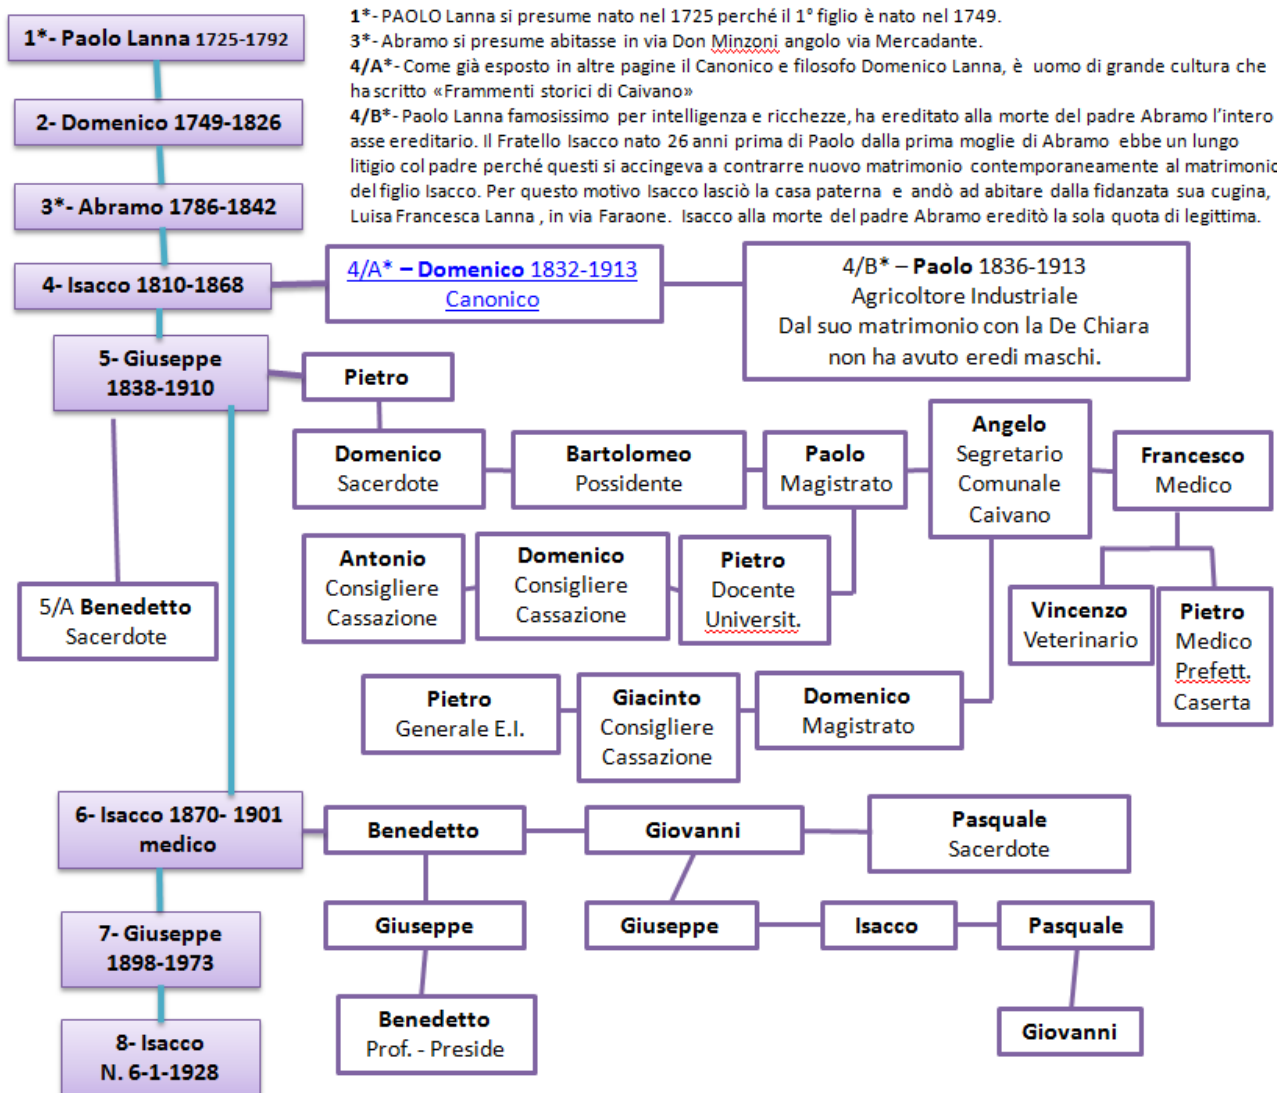 1*- PAOLO Lanna si presume nato nel 1725 perché il 1° figlio è nato nel 1749.
3*- Abramo si presume abitasse in via Don Minzoni angolo via Mercadante.
4/A*- Come già esposto in altre pagine il Canonico e filosofo Domenico Lanna, è uomo di grande cultura che
ha scritto «Frammenti storici di Caivano»
4/B*- Paolo Lanna famosissimo per intelligenza e ricchezze, ha ereditato alla morte del padre Abramo l'intero
asse ereditario. Il Fratello Isacco nato 26 anni prima di Paolo dalla prima moglie di Abramo ebbe un lungo
litigio col padre perché questi si accingeva a contrarre nuovo matrimonio contemporaneamente al matrimonio
del figlio Isacco. Per questo motivo Isacco lasciò la casa paterna e andò ad abitare dalla fidanzata sua cugina,
Luisa Francesca Lanna , in via Faraone. Isacco alla morte del padre Abramo ereditò la sola quota di legittima.
1*- Paolo Lanna 1725-1792
2- Domenico 1749-1826
3*- Abramo 1786-1842
4- Isacco 1810-1868
4/A* – Domenico 1832-1913
Canonico
4/B* – Paolo 1836-1913
Agricoltore Industriale
Dal suo matrimonio con la De Chiara
non ha avuto eredi maschi.
5- Giuseppe
1838-1910
Pietro
Domenico
Sacerdote
Bartolomeo
Possidente
Paolo
Magistrato
Angelo
Segretario
Comunale
Caivano
Francesco
Medico
Antonio
Consigliere
Cassazione
Domenico
Consigliere
Cassazione
Pietro
Docente
Universit.
5/A Benedetto
Sacerdote
Vincenzo
Veterinario
Pietro
Medico
Prefett.
Caserta
Pietro
Generale E.I.
Giacinto
Consigliere
Cassazione
Domenico
Magistrato
6- Isacco 1870- 1901
medico
Benedetto
Giovanni
Pasquale
Sacerdote
7- Giuseppe
1898-1973
Giuseppe
Giuseppe
Isacco
Pasquale
8- Isacco
N. 6-1-1928
Benedetto
Prof. - Preside
Giovanni